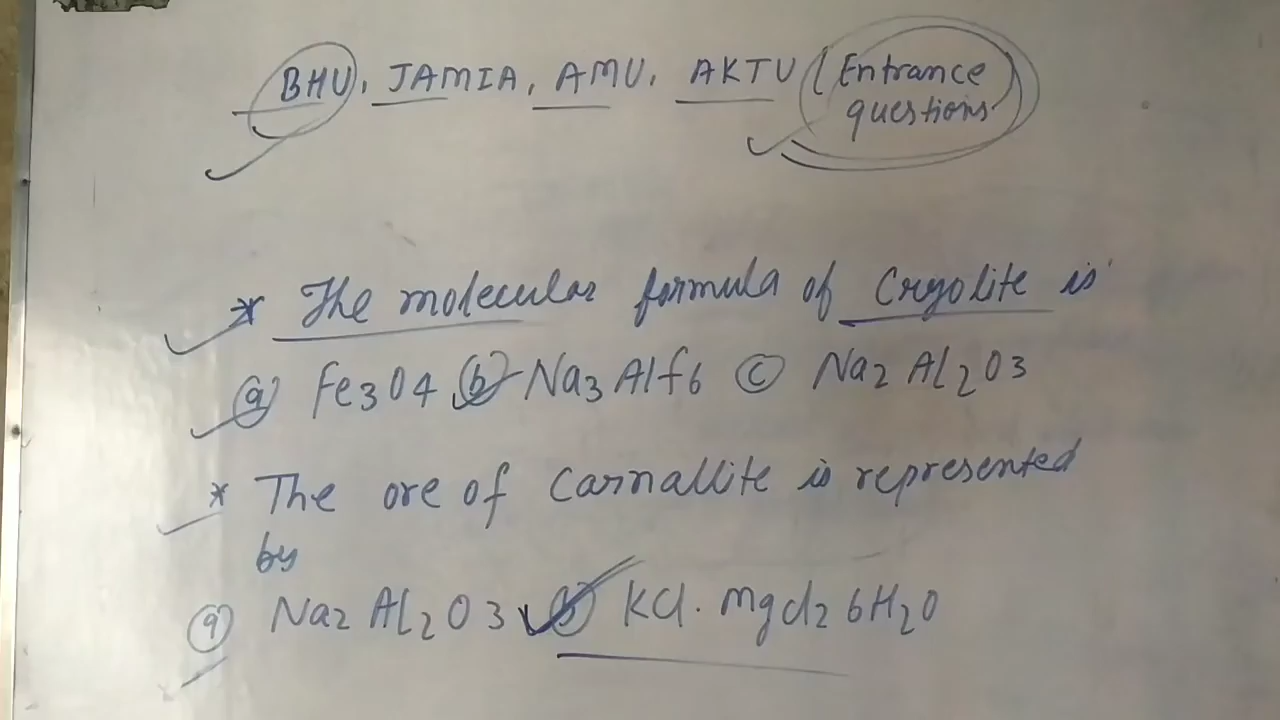 BHU, JAMIA, AMU, AKTU (Entrance questions)
* The molecular formula of Cryolite is
(a) Fe3O4 (b) Na3Alf6 (c) Na2Al2O3
* The ore of Carnallite is represented
by
(a) Na2Al2O3 (b) KCl. Mgcl2 6H2O